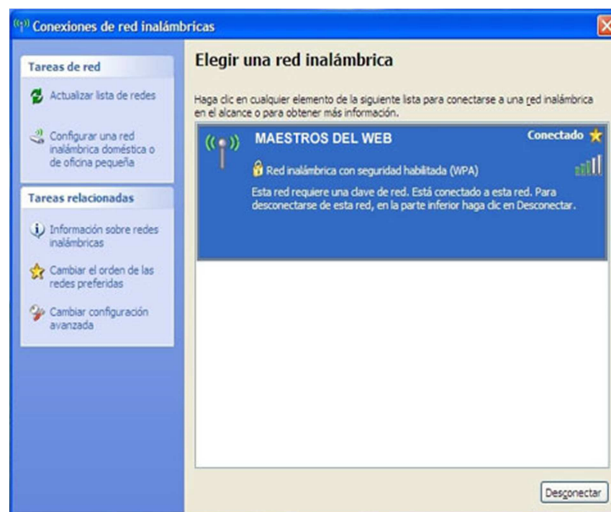 Conexiones de red inalámbricas
Tareas de red
Actualizar lista de redes
Configurar una red
inalámbrica doméstica o
de oficina pequeña
Tareas relacionadas
Información sobre redes
inalámbricas
Cambiar el orden de las
redes preferidas
Cambiar configuración
avanzada
Elegir una red inalámbrica
Haga clic en cualquier elemento de la siguiente lista para conectarse a una red inalámbrica
en el alcance o para obtener más información.
MAESTROS DEL WEB
Conectado
Red inalámbrica con seguridad habilitada (WPA)
Esta red requiere una clave de red. Está conectado a esta red. Para
desconectarse de esta red, en la parte inferior haga clic en Desconectar.
Desconectar